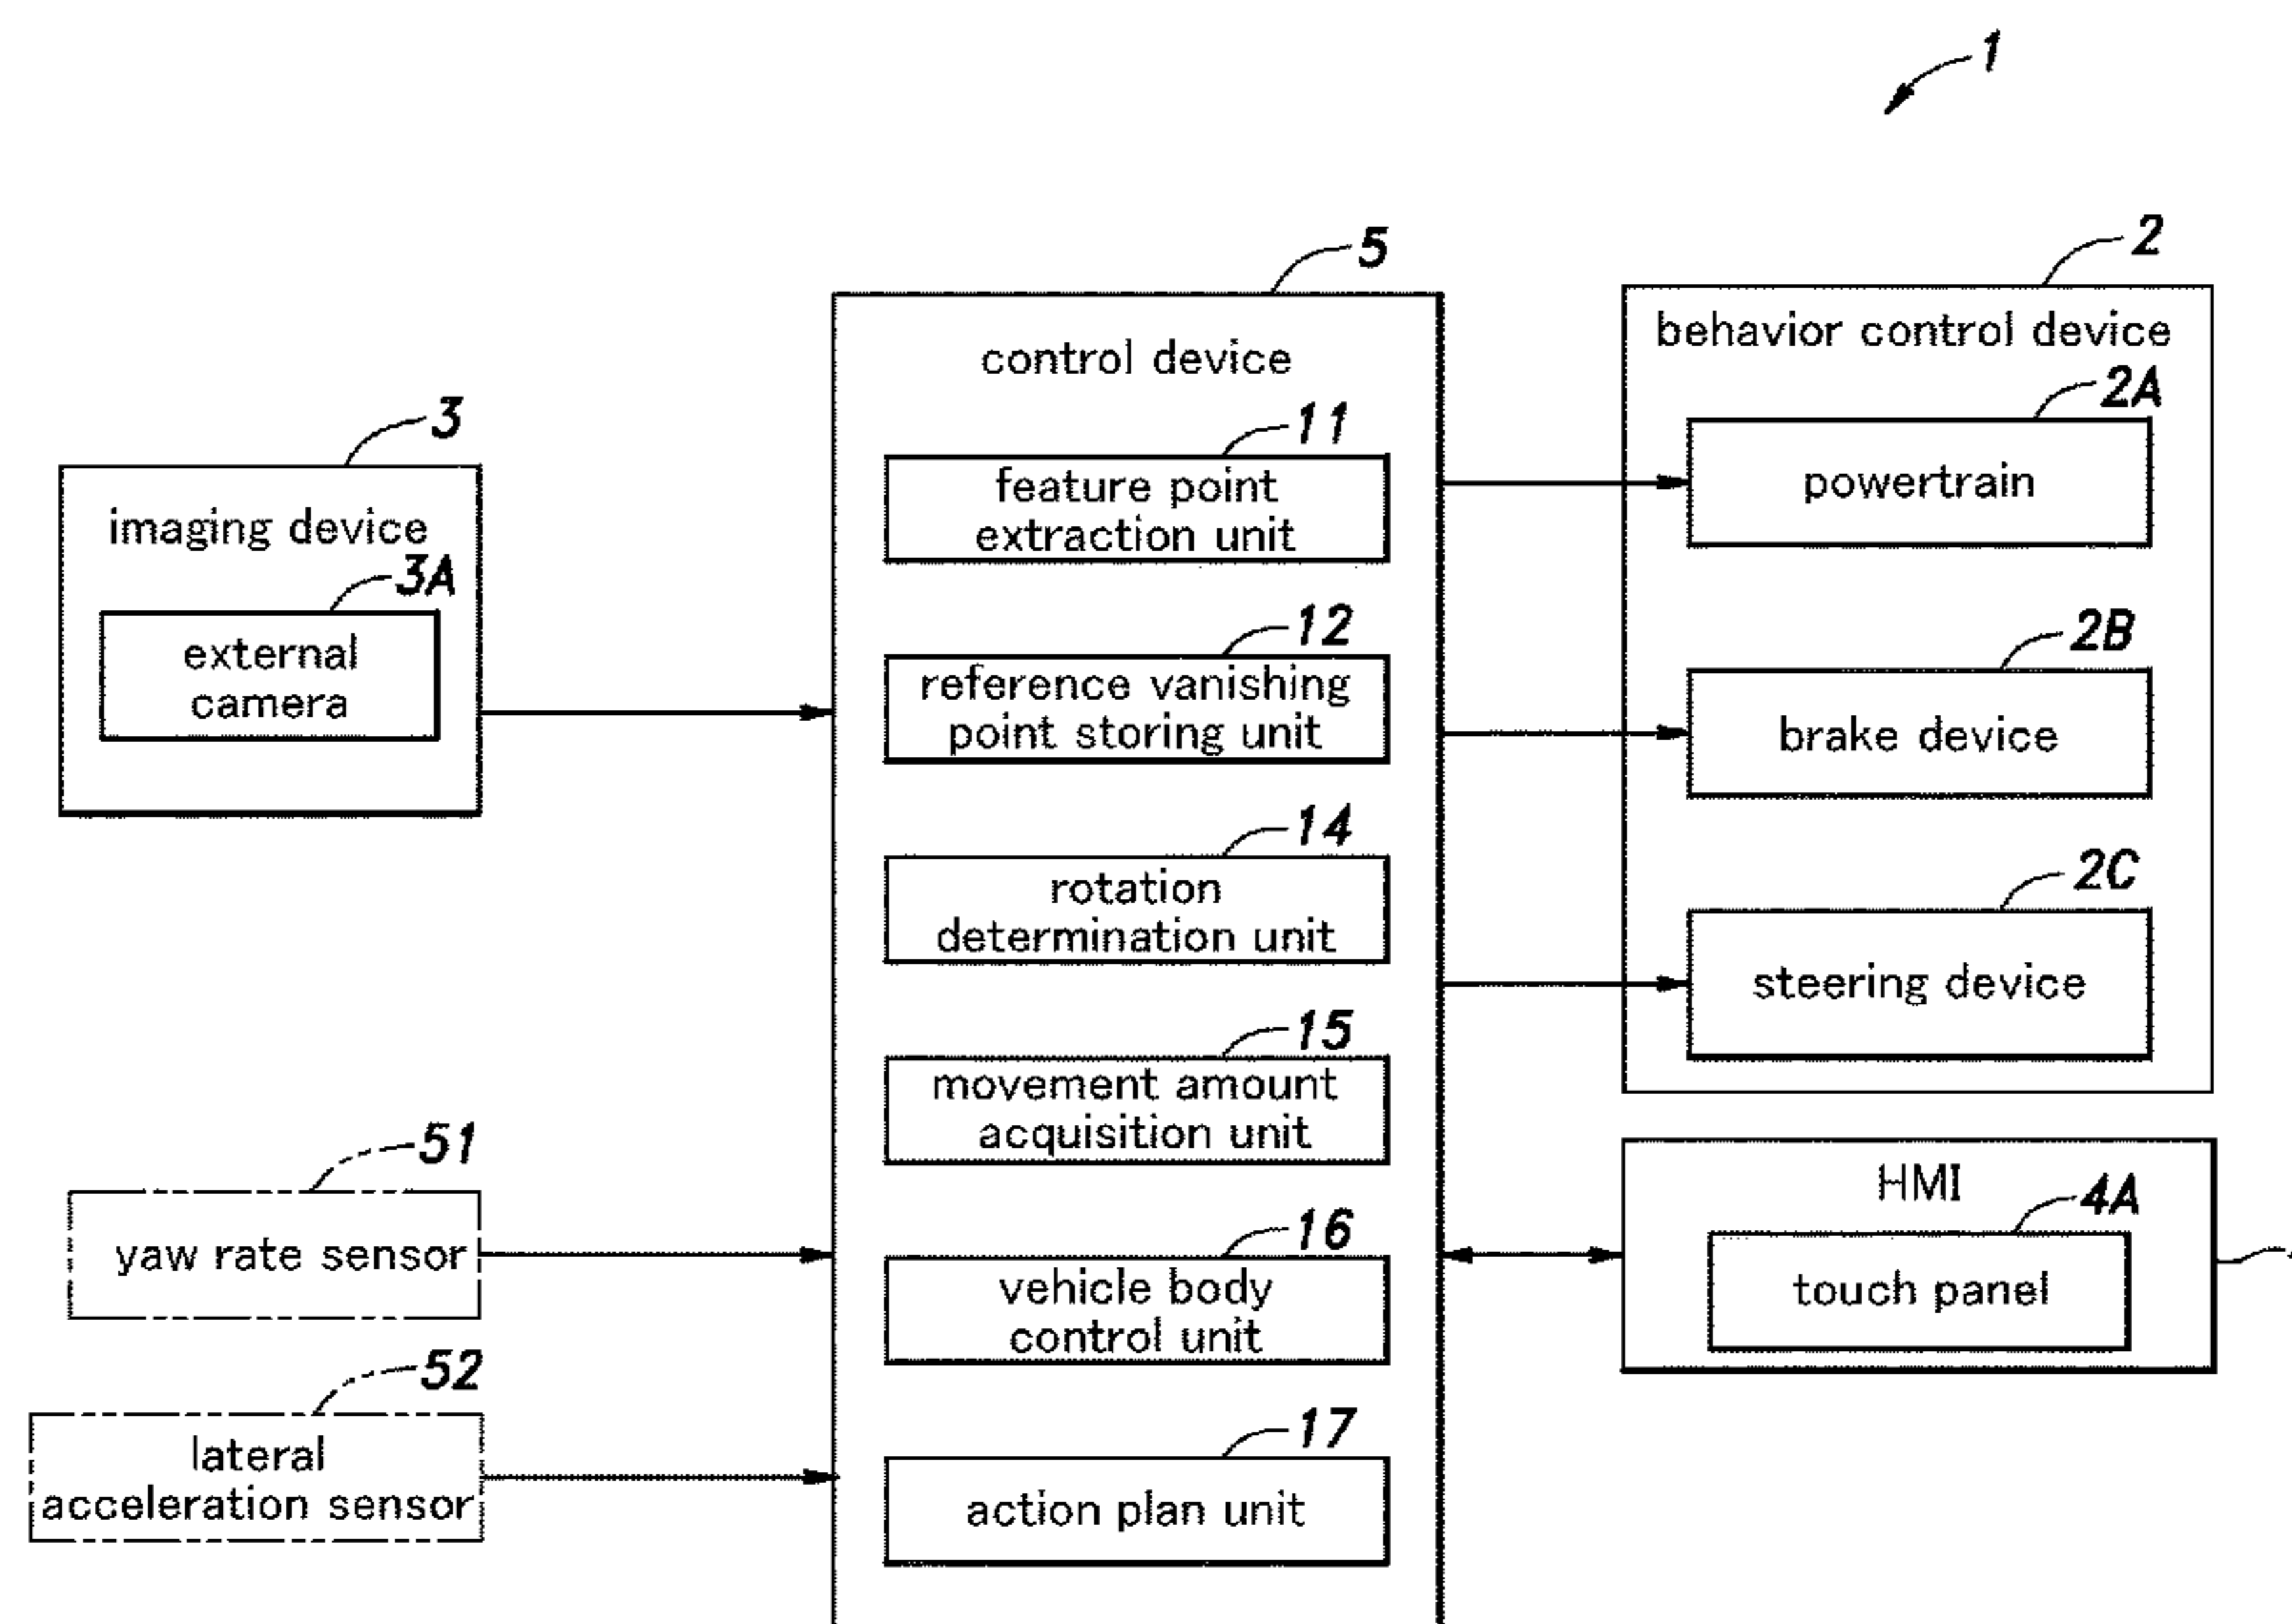 1
5
control device
11
feature point
extraction unit
12
reference vanishing
point storing unit
14
rotation
determination unit
15
movement amount
acquisition unit
16
vehicle body
control unit
17
action plan unit
3
imaging device
3A
external
camera
51
yaw rate sensor
52
lateral
acceleration sensor
2
behavior control device
2A
powertrain
2B
brake device
2C
steering device
HMI
4A
touch panel